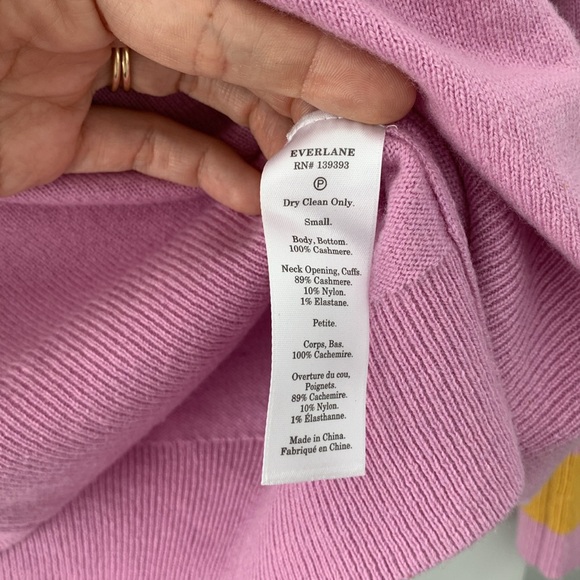 EVERLANE
RN# 139393
P
Dry Clean Only.
Small.
Body, Bottom.
100% Cashmere.
Neck Opening, Cuffs.
89% Cashmere.
10% Nylon.
1% Elastane.
Petite.
Corps, Bas.
100% Cachemire.
Overture du cou,
Poignets.
89% Cachemire.
10% Nylon.
1% Élasthanne.
Made in China.
Fabriqué en Chine.